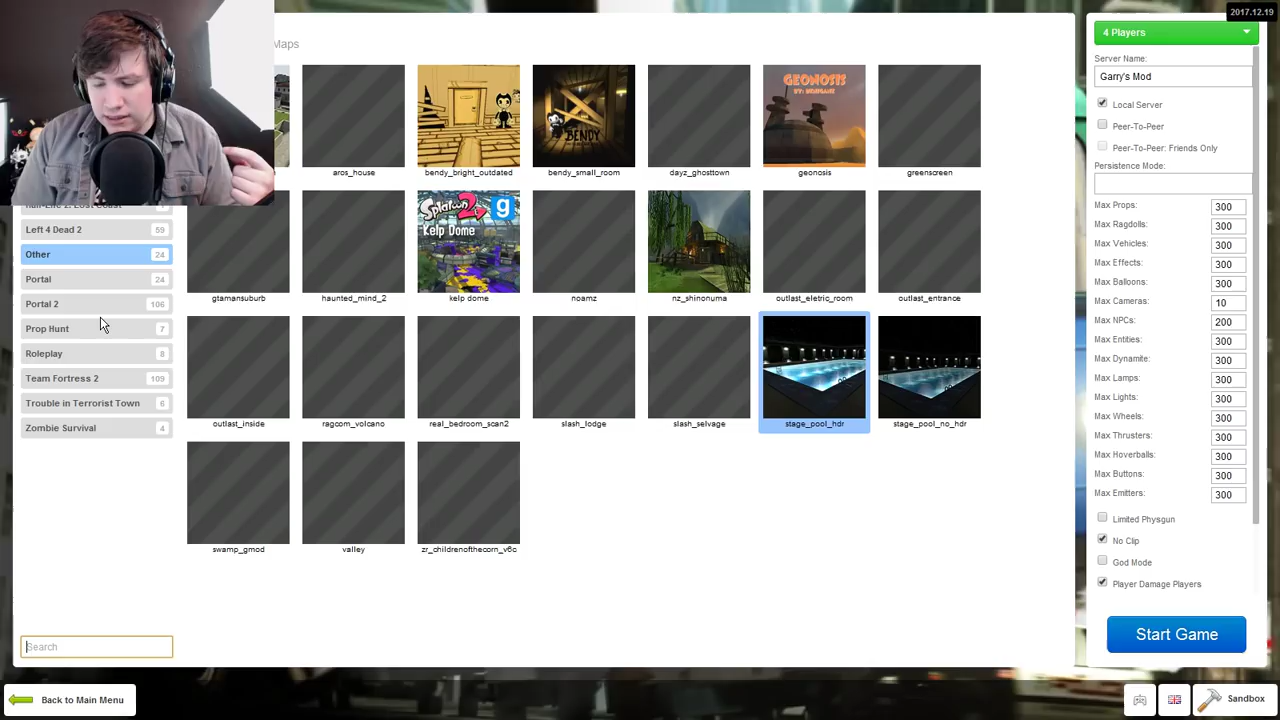 2017.12.19
Maps
4 Players
Server Name:
Garry's Mod
Local Server
Peer-To-Peer
Peer-To-Peer: Friends Only
Persistence Mode:
Max Props: 300
Max Ragdolls: 300
Max Vehicles: 300
Max Effects: 300
Max Balloons: 300
Max Cameras: 10
Max NPCs: 200
Max Entities: 300
Max Dynamite: 300
Max Lamps: 300
Max Lights: 300
Max Wheels: 300
Max Thrusters: 300
Max Hoverballs: 300
Max Buttons: 300
Max Emitters: 300
Limited Physgun
No Clip
God Mode
Player Damage Players
Start Game
Half-Life 2: Lost Coast
Left 4 Dead 2 59
Other 24
Portal 24
Portal 2 106
Prop Hunt 7
Roleplay 8
Team Fortress 2 109
Trouble in Terrorist Town 6
Zombie Survival 4
BENDY
GEONOSIS
aros_house bendy_bright_outdated bendy_small_room dayz_ghosttown geonosis greenscreen
Splatoon 2 g
Kelp Dome
gtamansuburb haunted_mind_2 kelp dome noamz nz_shinonuma outlast_eletric_room outlast_entrance
outlast_inside ragcom_volcano real_bedroom_scan2 slash_lodge slash_selvage stage_pool_hdr stage_pool_no_hdr
swamp_gmod valley zr_childrenofthecorn_v6c
Search
Back to Main Menu
Sandbox